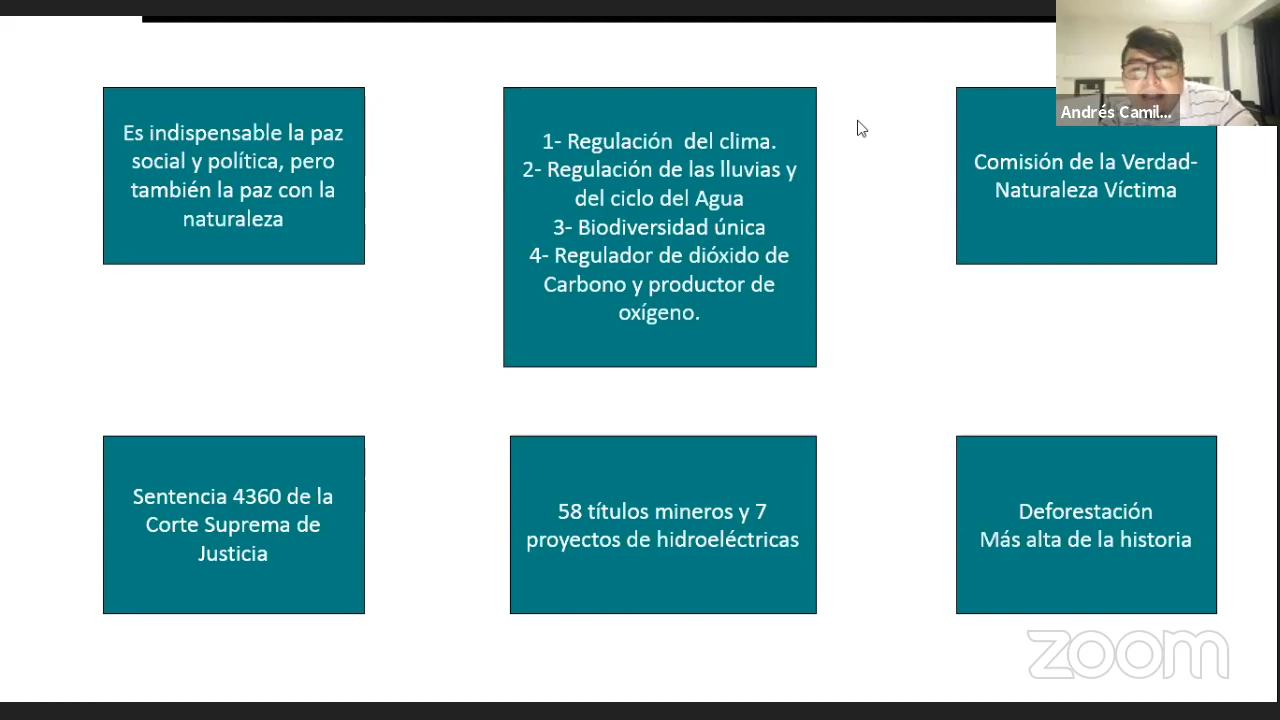 Es indispensable la paz
social y política, pero
también la paz con la
naturaleza
1- Regulación del clima.
2- Regulación de las lluvias y
del ciclo del Agua
3- Biodiversidad única
4- Regulador de dióxido de
Carbono y productor de
oxígeno.
Andrés Camil...
Comisión de la Verdad-
Naturaleza Víctima
Sentencia 4360 de la
Corte Suprema de
Justicia
58 títulos mineros y 7
proyectos de hidroeléctricas
Deforestación
Más alta de la historia
zoom